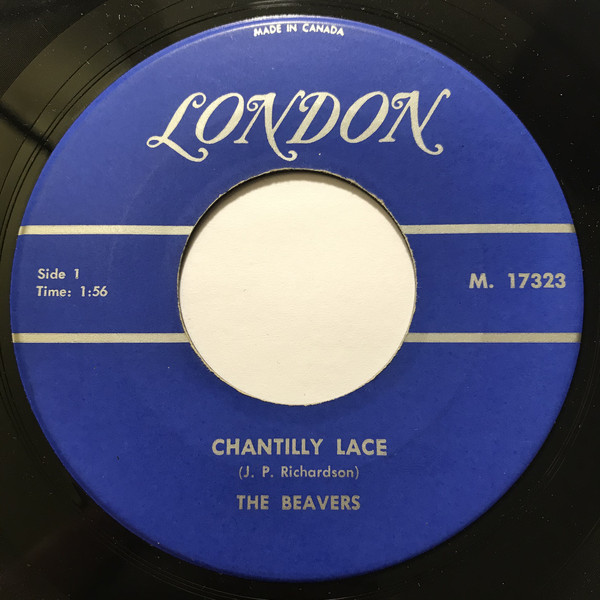 MADE IN CANADA
LONDON
Side 1
Time: 1:56
M. 17323
CHANTILLY LACE
(J. P. Richardson)
THE BEAVERS